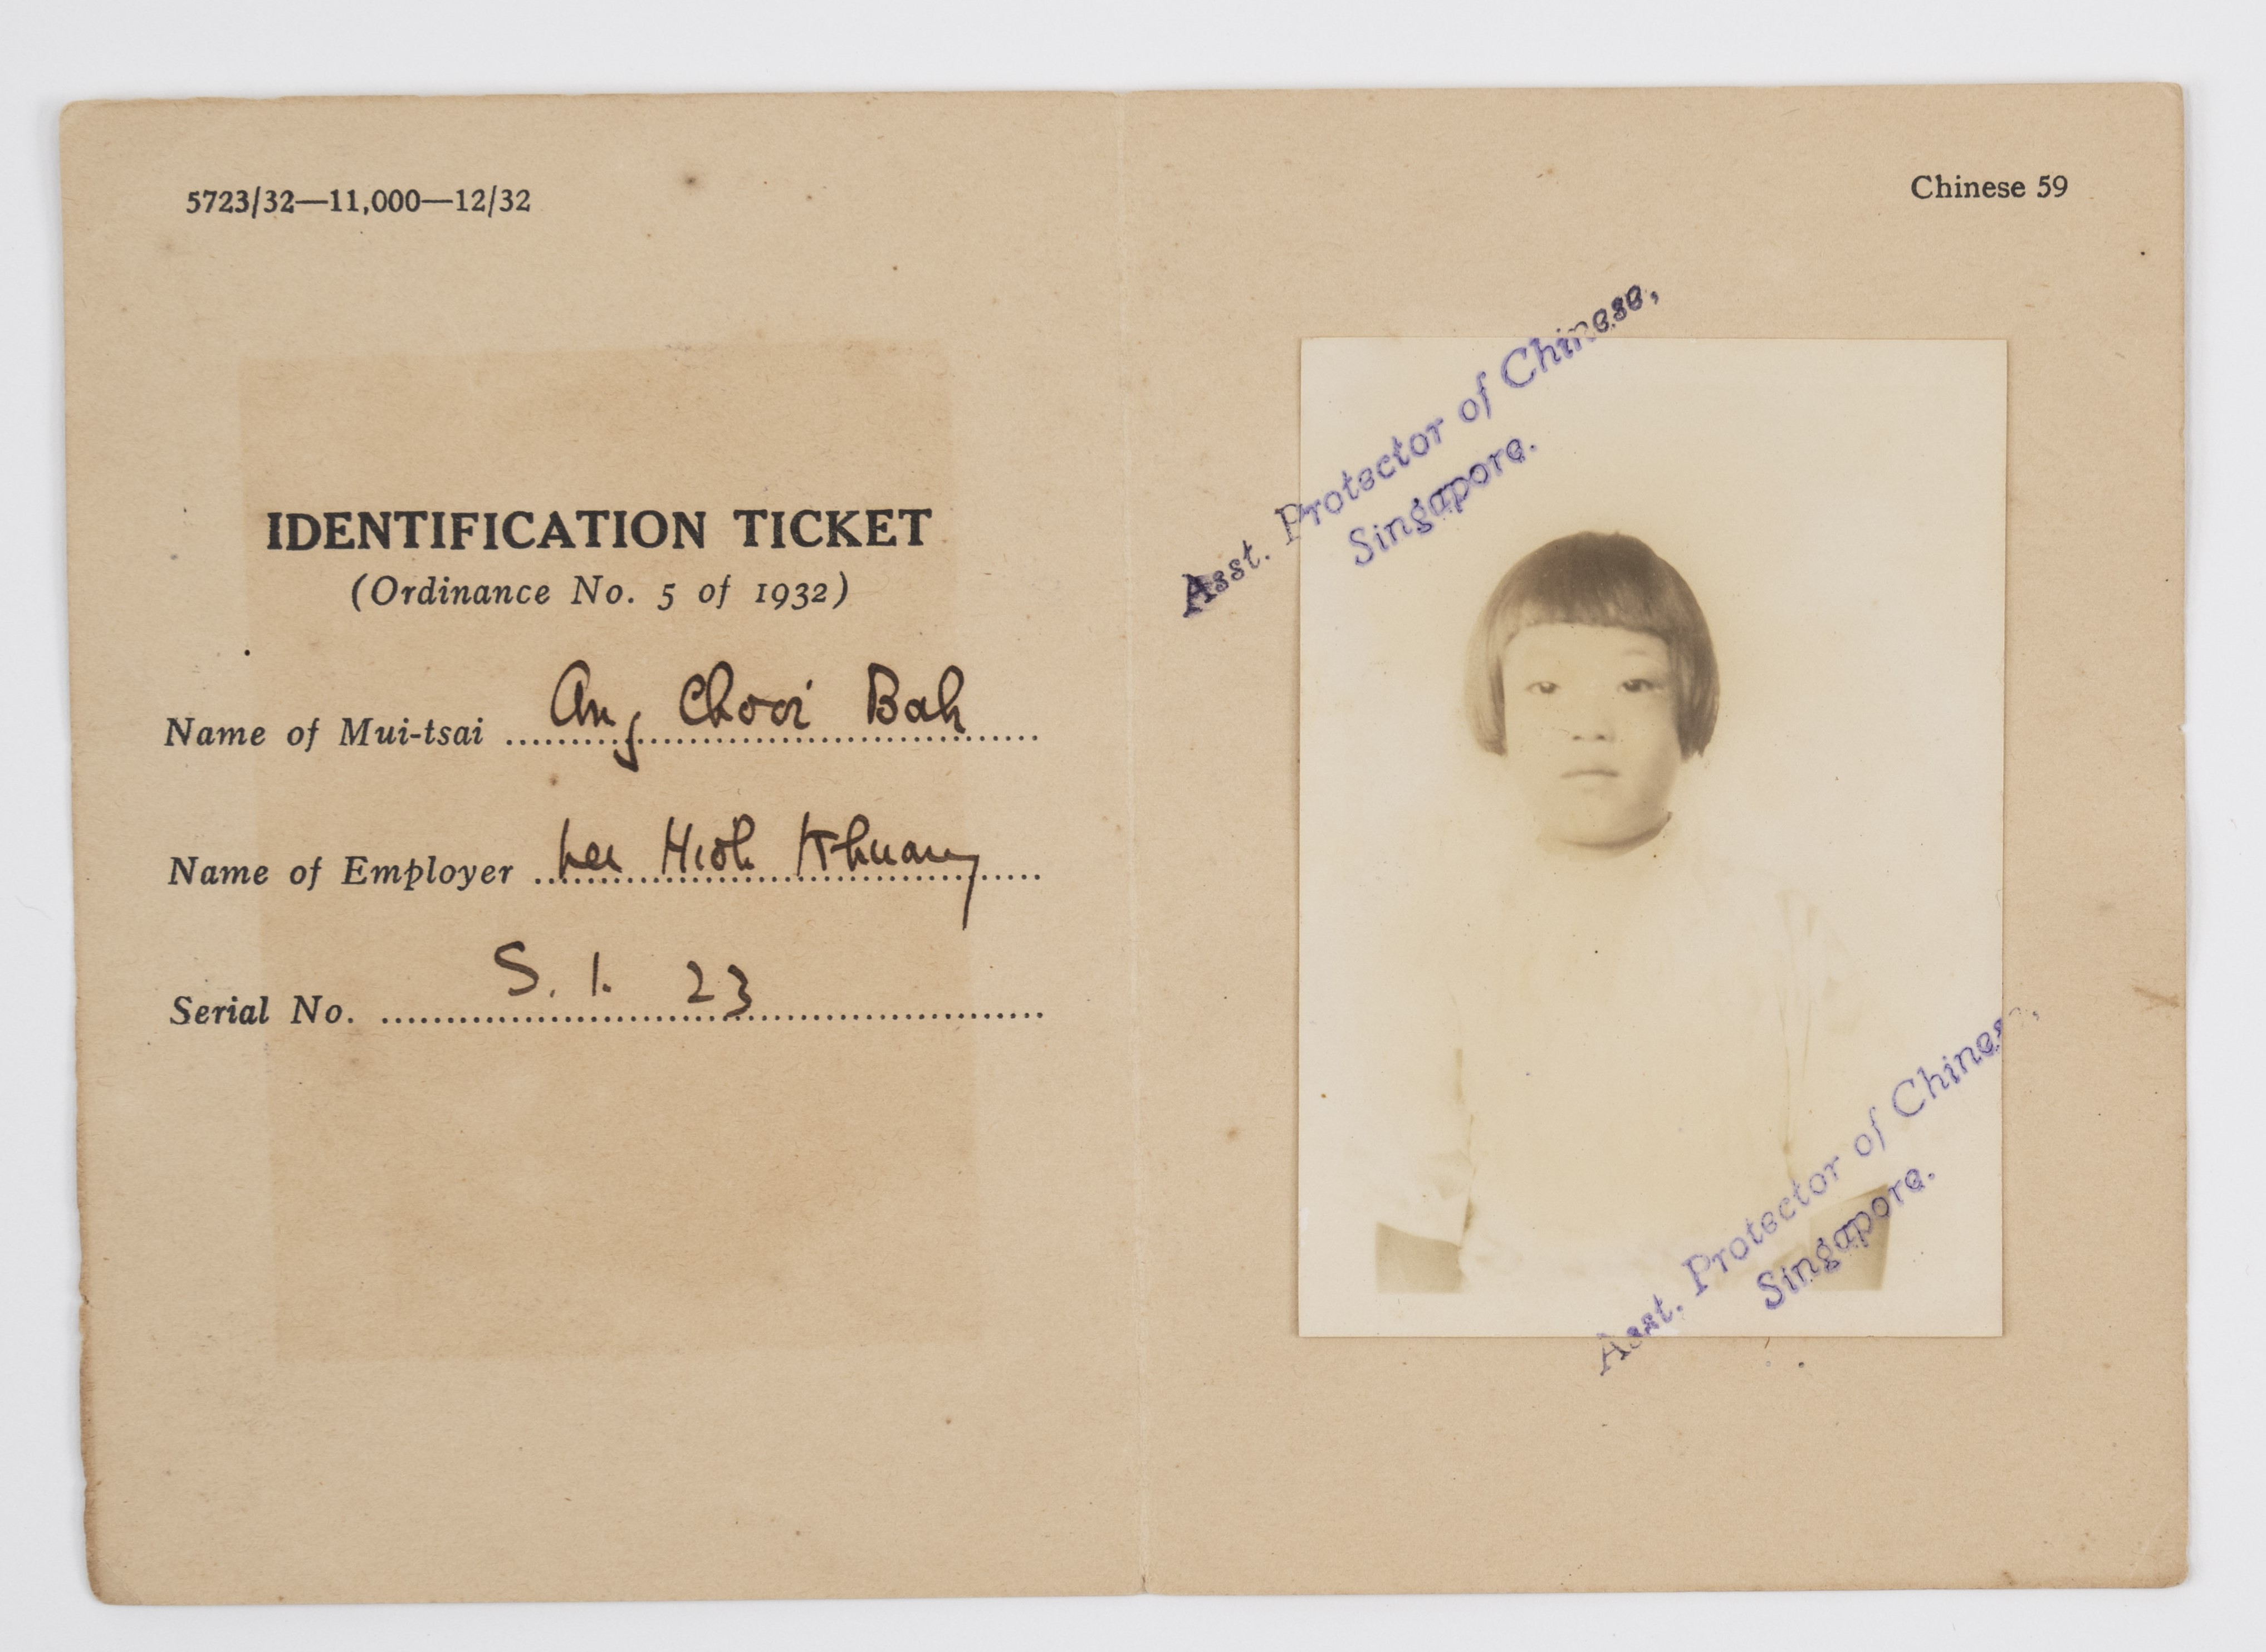 5723/32—11,000—12/32
IDENTIFICATION TICKET
(Ordinance No. 5 of 1932)
Name of Mui-tsai Ang Chooi Bah
Name of Employer Lee Hioh Khuang
Serial No. S. 1. 23
Chinese 59
Asst. Protector of Chinese,
Singapore.
Asst. Protector of Chinese,
Singapore.